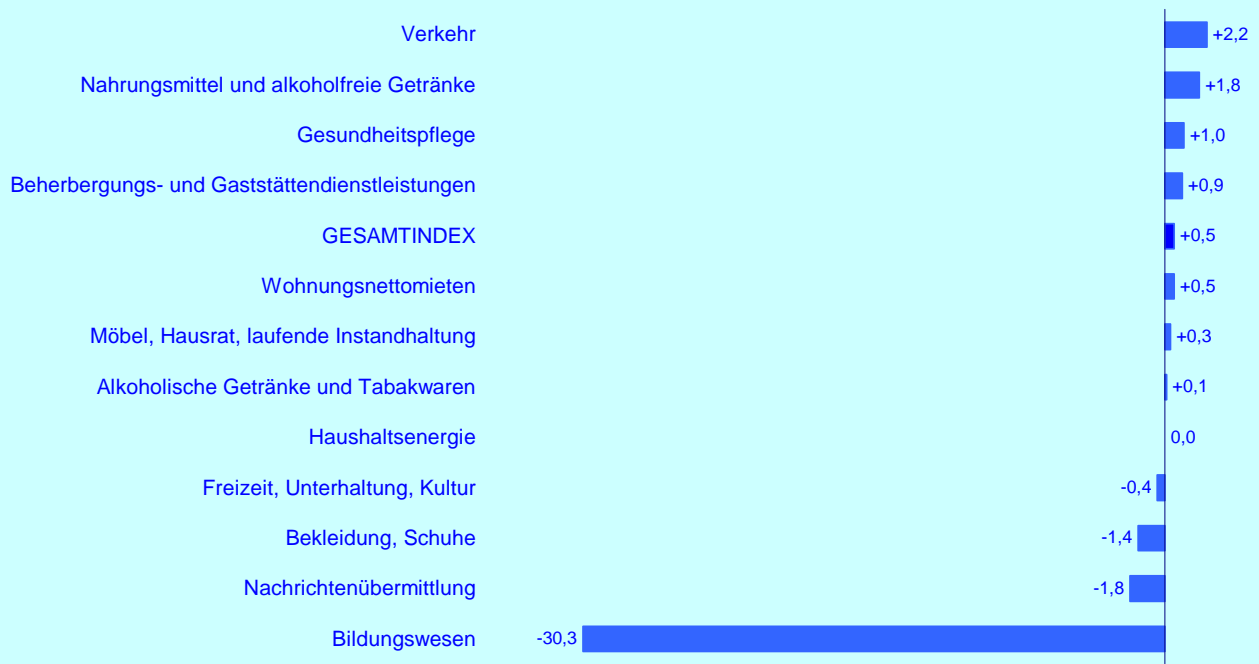 Verkehr +2,2
Nahrungsmittel und alkoholfreie Getränke +1,8
Gesundheitspflege +1,0
Beherbergungs- und Gaststättendienstleistungen +0,9
GESAMTINDEX +0,5
Wohnungsnettomieten +0,5
Möbel, Hausrat, laufende Instandhaltung +0,3
Alkoholische Getränke und Tabakwaren +0,1
Haushaltsenergie 0,0
Freizeit, Unterhaltung, Kultur -0,4
Bekleidung, Schuhe -1,4
Nachrichtenübermittlung -1,8
Bildungswesen -30,3